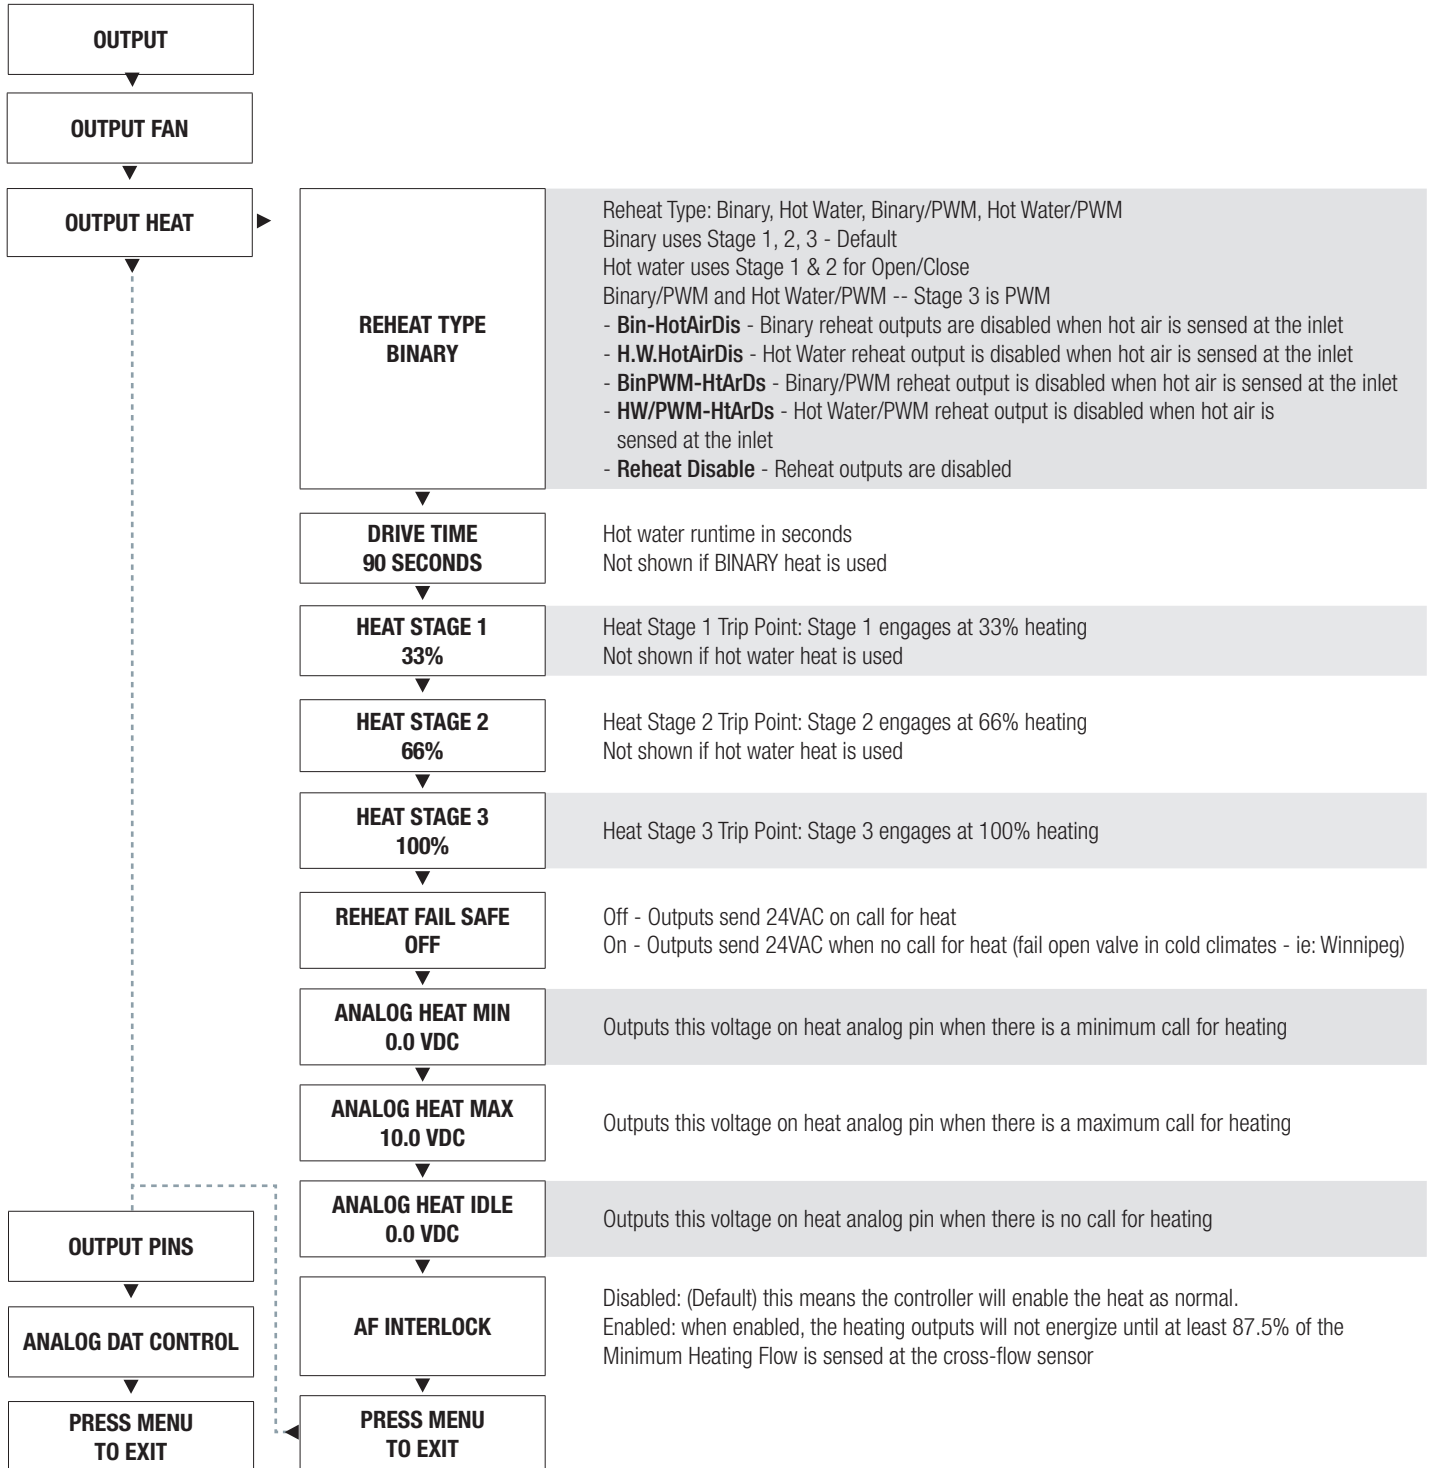 OUTPUT
OUTPUT FAN
OUTPUT HEAT
REHEAT TYPE
BINARY
Reheat Type: Binary, Hot Water, Binary/PWM, Hot Water/PWM
Binary uses Stage 1, 2, 3 - Default
Hot water uses Stage 1 & 2 for Open/Close
Binary/PWM and Hot Water/PWM -- Stage 3 is PWM
- Bin-HotAirDis - Binary reheat outputs are disabled when hot air is sensed at the inlet
- H.W.HotAirDis - Hot Water reheat output is disabled when hot air is sensed at the inlet
- BinPWM-HtArDs - Binary/PWM reheat output is disabled when hot air is sensed at the inlet
- HW/PWM-HtArDs - Hot Water/PWM reheat output is disabled when hot air is
sensed at the inlet
- Reheat Disable - Reheat outputs are disabled
DRIVE TIME
90 SECONDS
Hot water runtime in seconds
Not shown if BINARY heat is used
HEAT STAGE 1
33%
Heat Stage 1 Trip Point: Stage 1 engages at 33% heating
Not shown if hot water heat is used
HEAT STAGE 2
66%
Heat Stage 2 Trip Point: Stage 2 engages at 66% heating
Not shown if hot water heat is used
HEAT STAGE 3
100%
Heat Stage 3 Trip Point: Stage 3 engages at 100% heating
REHEAT FAIL SAFE
OFF
Off - Outputs send 24VAC on call for heat
On - Outputs send 24VAC when no call for heat (fail open valve in cold climates - ie: Winnipeg)
ANALOG HEAT MIN
0.0 VDC
Outputs this voltage on heat analog pin when there is a minimum call for heating
ANALOG HEAT MAX
10.0 VDC
Outputs this voltage on heat analog pin when there is a maximum call for heating
ANALOG HEAT IDLE
0.0 VDC
Outputs this voltage on heat analog pin when there is no call for heating
AF INTERLOCK
Disabled: (Default) this means the controller will enable the heat as normal.
Enabled: when enabled, the heating outputs will not energize until at least 87.5% of the
Minimum Heating Flow is sensed at the cross-flow sensor
PRESS MENU
TO EXIT
OUTPUT PINS
ANALOG DAT CONTROL
PRESS MENU
TO EXIT